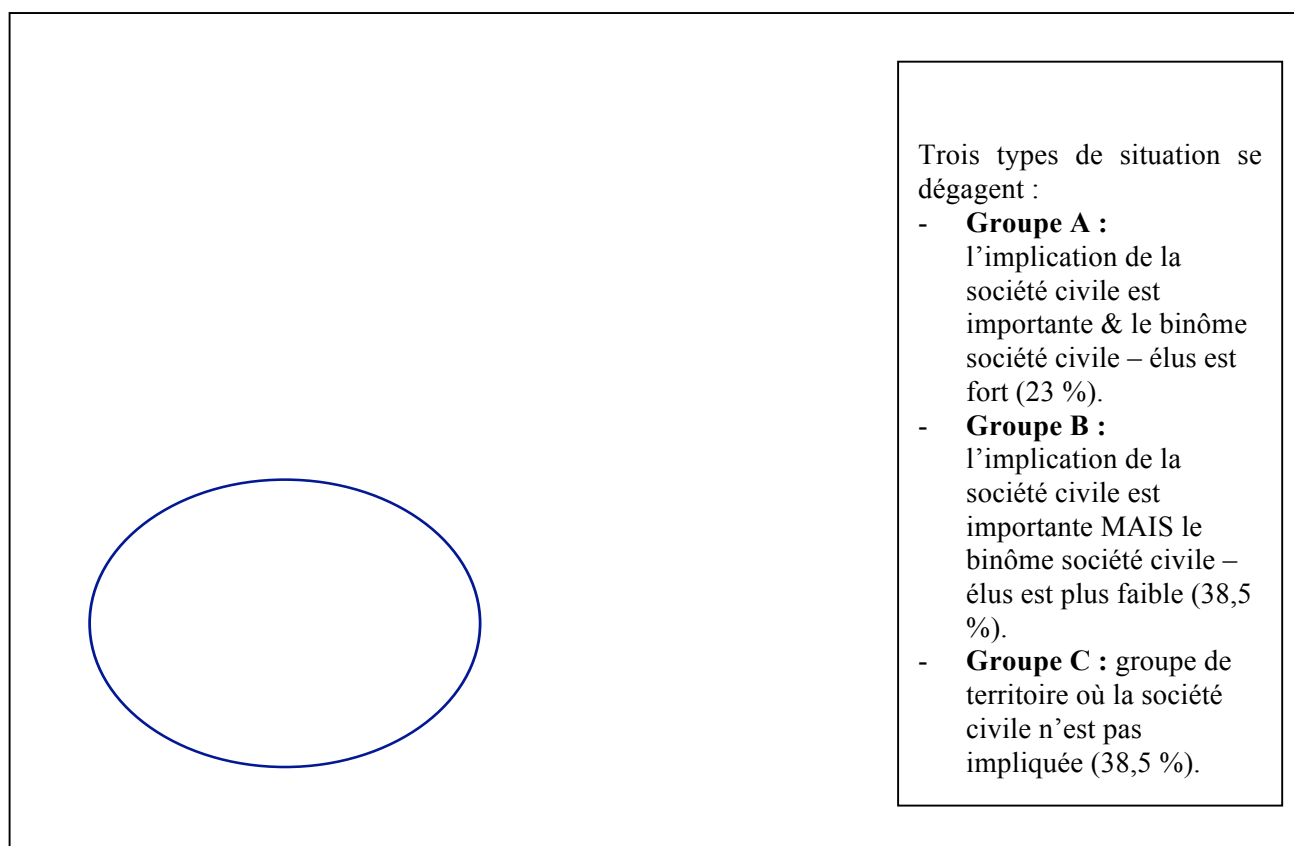 Trois types de situation se
dégagent :
- Groupe A :
l’implication de la
société civile est
importante & le binôme
société civile – élus est
fort (23 %).
- Groupe B :
l’implication de la
société civile est
importante MAIS le
binôme société civile –
élus est plus faible (38,5
%).
- Groupe C : groupe de
territoire où la société
civile n’est pas
impliquée (38,5 %).